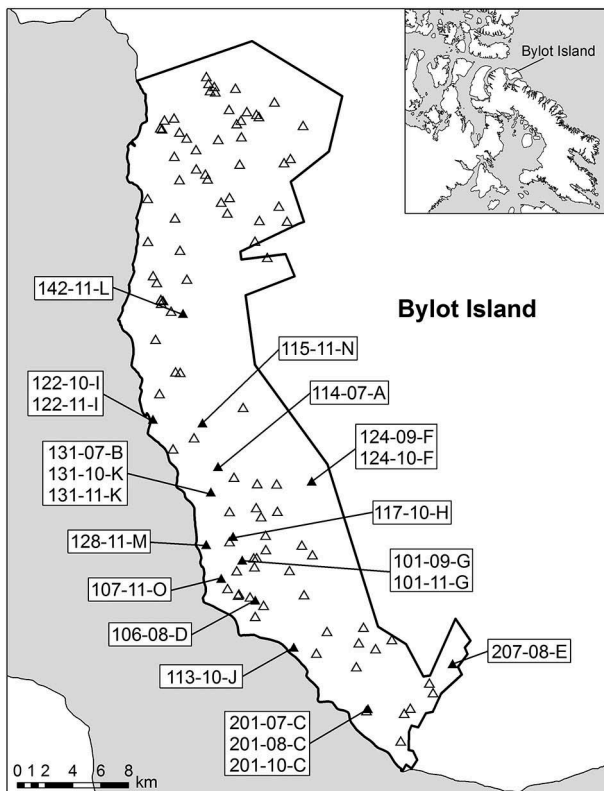 Bylot Island
Bylot Island
142-11-L
115-11-N
122-10-I
122-11-I
114-07-A
131-07-B
131-10-K
131-11-K
124-09-F
124-10-F
117-10-H
128-11-M
101-09-G
101-11-G
107-11-O
106-08-D
113-10-J
207-08-E
201-07-C
201-08-C
201-10-C
0 1 2 4 6 8
km